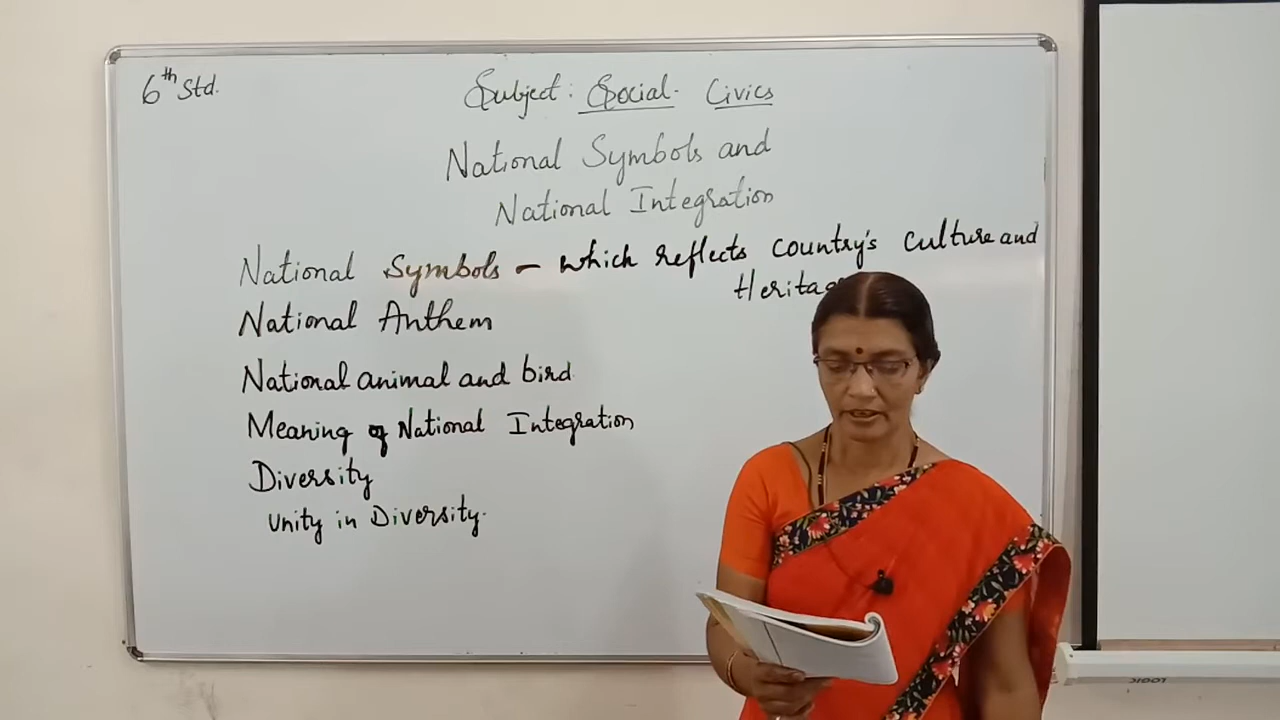 6th Std.
Subject: Social- Civics
National Symbols and
National Integration
National Symbols - which reflects country's culture and
National Anthem
National animal and bird
Meaning of National Integration
Diversity
Unity in Diversity.
LOGIC